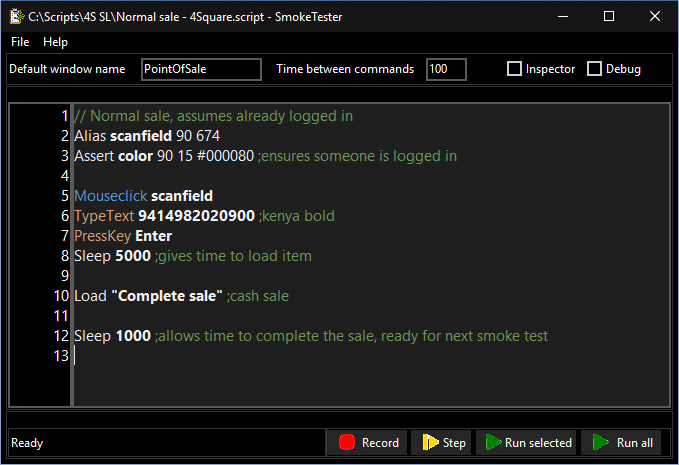 C:\Scripts\4S SL\Normal sale - 4Square.script - SmokeTester
File Help
Default window name PointOfSale Time between commands 100 Inspector Debug
1 // Normal sale, assumes already logged in
2 Alias scanfield 90 674
3 Assert color 90 15 #000080 ;ensures someone is logged in
4
5 Mouseclick scanfield
6 TypeText 9414982020900 ;kenya bold
7 PressKey Enter
8 Sleep 5000 ;gives time to load item
9
10 Load "Complete sale" ;cash sale
11
12 Sleep 1000 ;allows time to complete the sale, ready for next smoke test
13
Ready Record Step Run selected Run all